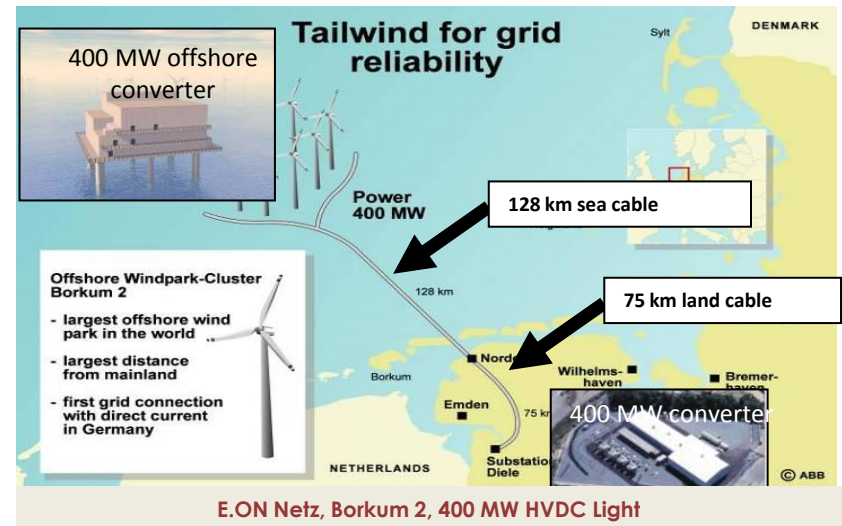 400 MW offshore
converter
Tailwind for grid
reliability
Sylt
DENMARK
Power
400 MW
128 km sea cable
128 km
75 km land cable
Offshore Windpark-Cluster
Borkum 2
- largest offshore wind
park in the world
- largest distance
from mainland
- first grid connection
with direct current
in Germany
Borkum
Wilhelms-
haven
Bremer-
haven
Emden
75
400 MW converter
NETHERLANDS
Diele
© ABB
E.ON Netz, Borkum 2, 400 MW HVDC Light